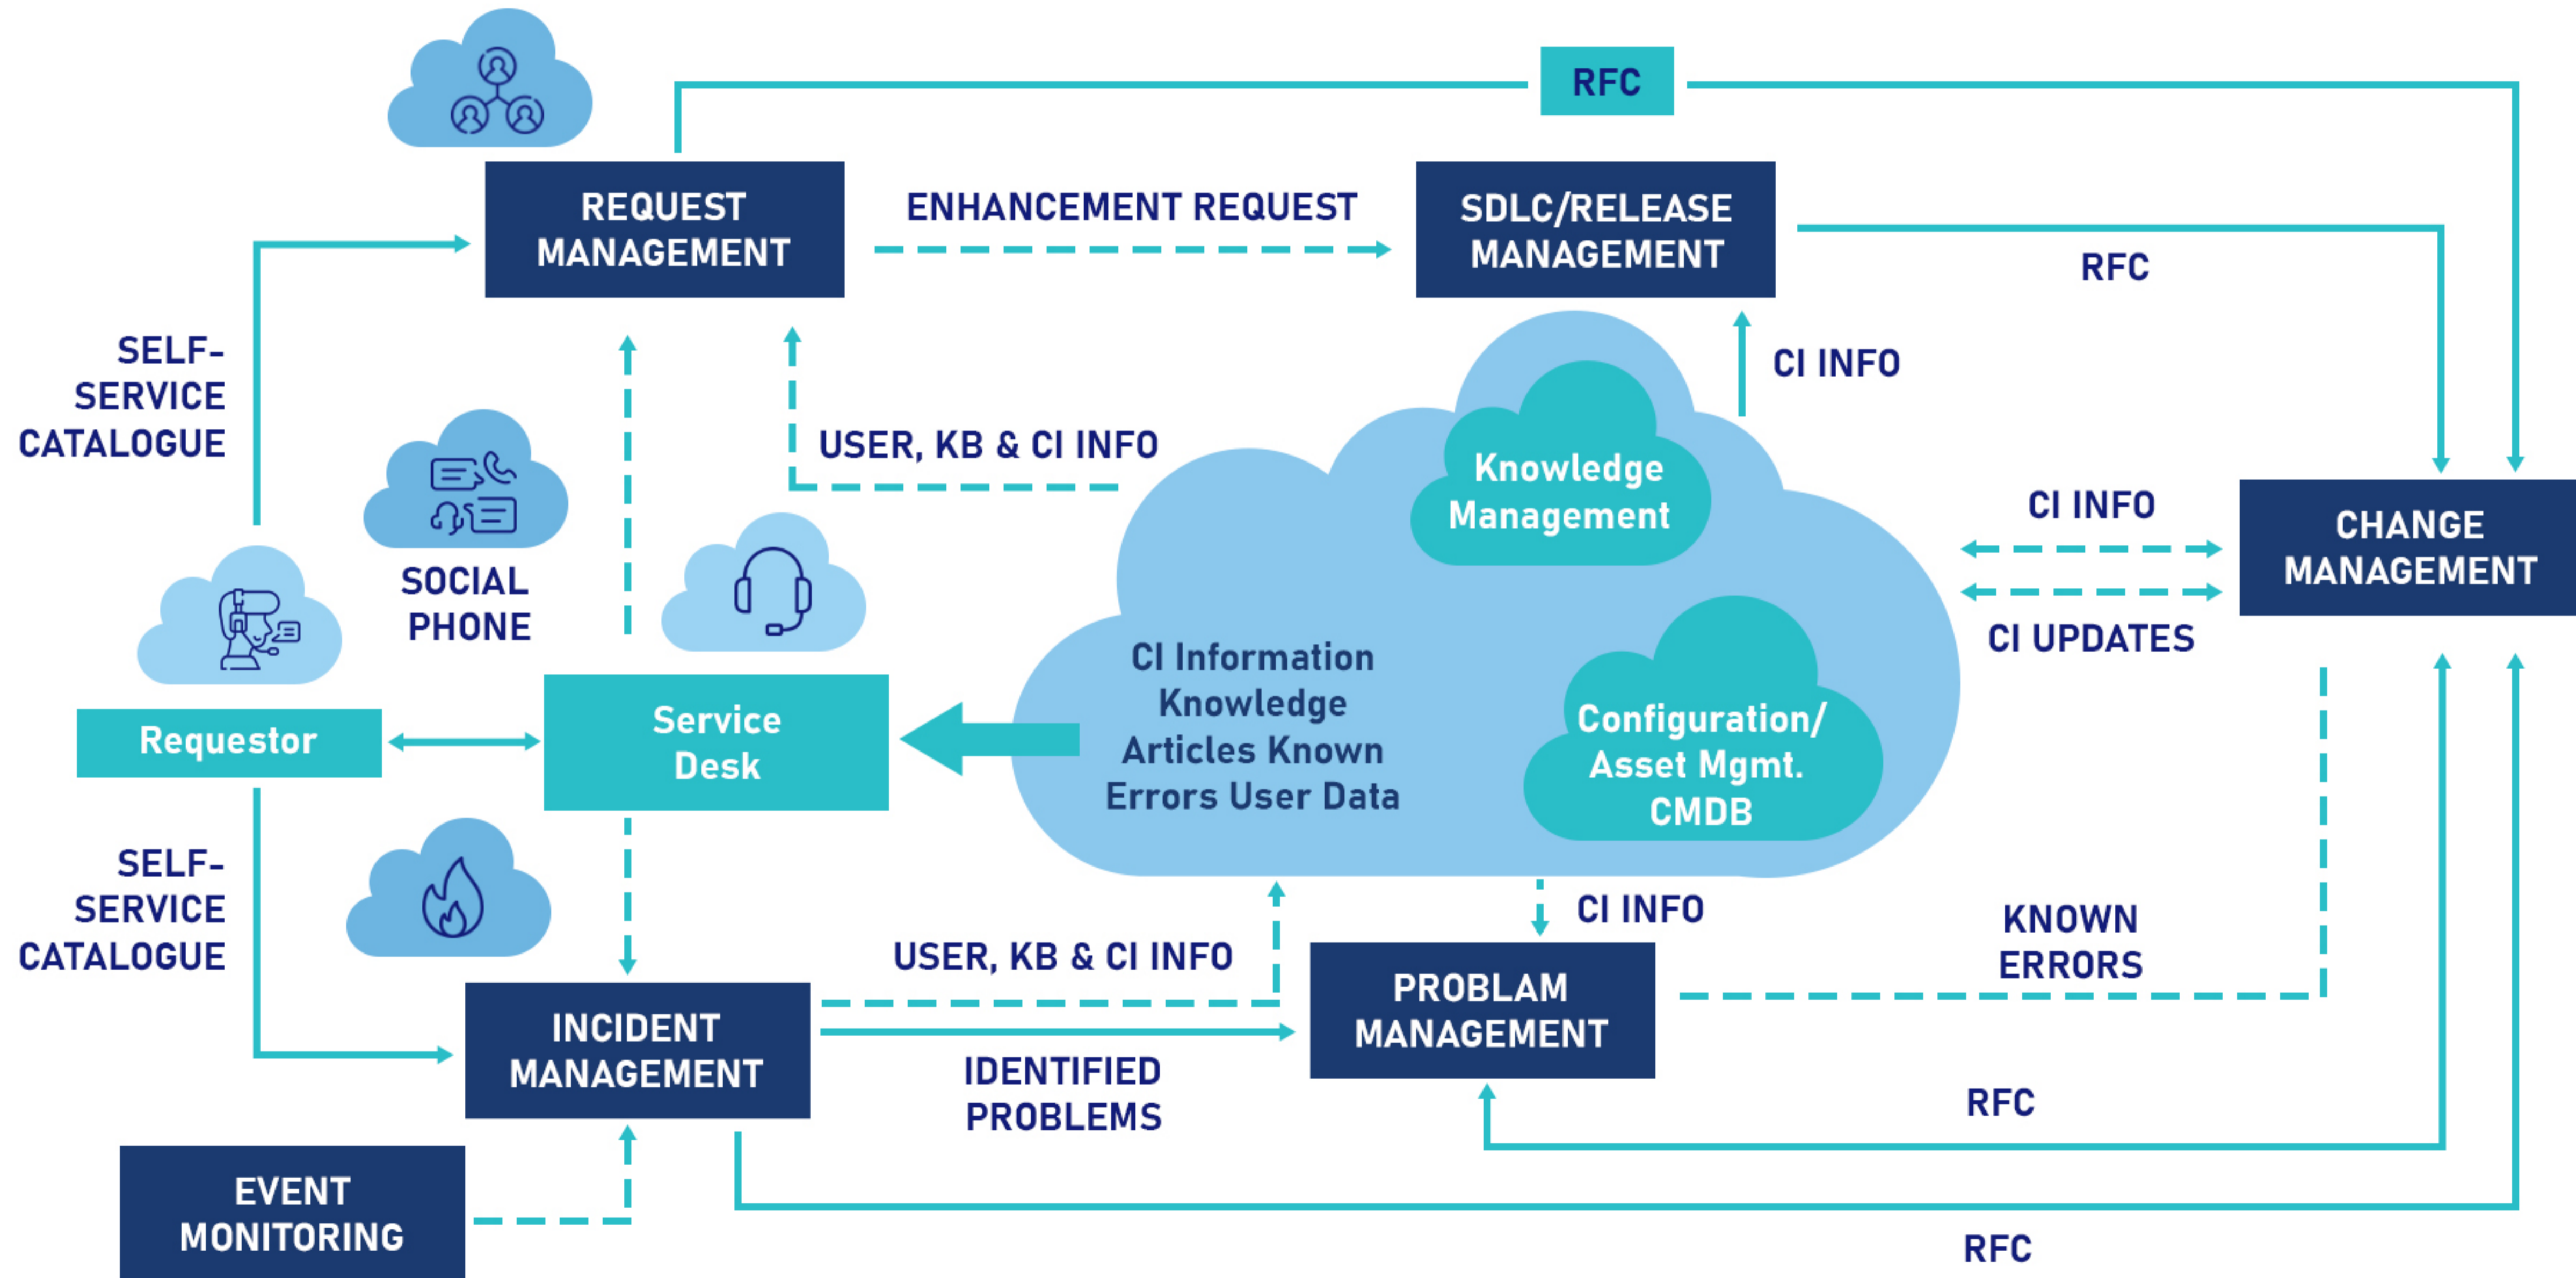 RFC
REQUEST
MANAGEMENT
ENHANCEMENT REQUEST
SDLC/RELEASE
MANAGEMENT
RFC
SELF-
SERVICE
CATALOGUE
CI INFO
USER, KB & CI INFO
Knowledge
Management
CI INFO
CHANGE
MANAGEMENT
SOCIAL
PHONE
CI UPDATES
CI Information
Knowledge
Articles Known
Errors User Data
Configuration/
Asset Mgmt.
CMDB
Requestor
Service
Desk
SELF-
SERVICE
CATALOGUE
USER, KB & CI INFO
CI INFO
KNOWN
ERRORS
INCIDENT
MANAGEMENT
PROBLAM
MANAGEMENT
IDENTIFIED
PROBLEMS
RFC
EVENT
MONITORING
RFC